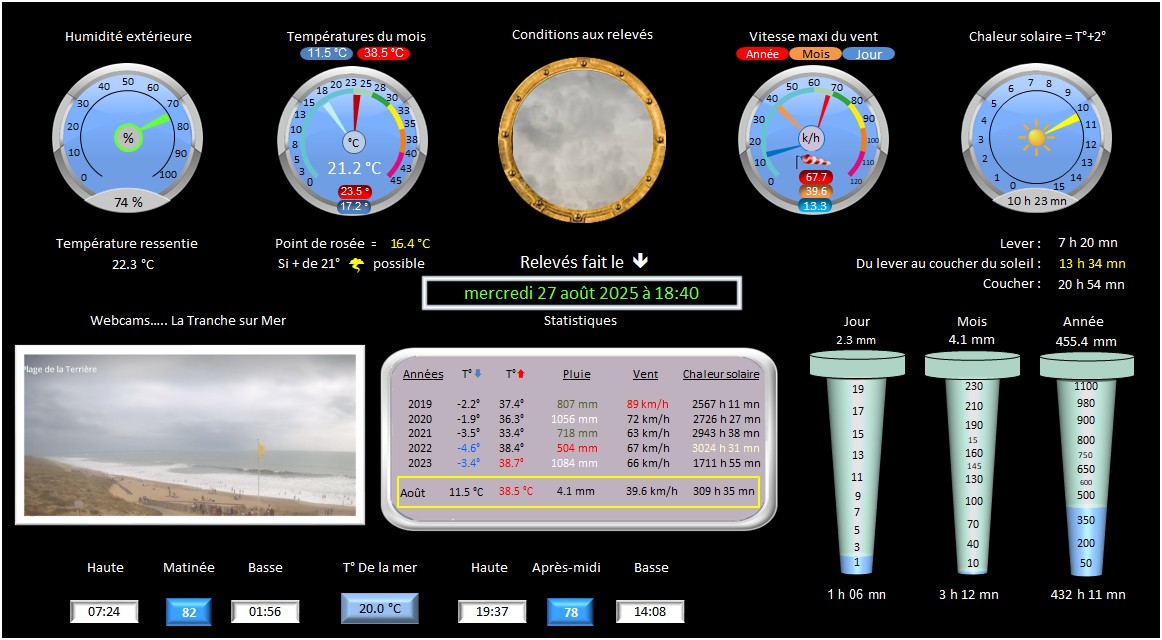 Humidité extérieure
Températures du mois
11.5 °C 38.5 °C
Conditions aux relevés
Vitesse maxi du vent
Année Mois Jour
Chaleur solaire = T°+2°
0 10 20 30 40 50 60 70 80 90 100
%
74 %
0 3 5 8 10 13 15 18 20 23 25 28 30 33 35 38 40 43 45
°C
21.2 °C
23.5 °
17.2 °
0 10 20 30 40 50 60 70 80 90 100 110 120
k/h
67.7
39.6
13.3
0 1 2 3 4 5 6 7 8 9 10 11 12 13 14 15
10 h 23 mn
Température ressentie
22.3 °C
Point de rosée = 16.4 °C
Si + de 21° possible
Relevés fait le
mercredi 27 août 2025 à 18:40
Lever : 7 h 20 mn
Du lever au coucher du soleil : 13 h 34 mn
Coucher : 20 h 54 mn
Webcams..... La Tranche sur Mer
Plage de la Terrière
Statistiques
Années T° T° Pluie Vent Chaleur solaire
2019 -2.2° 37.4° 807 mm 89 km/h 2567 h 11 mn
2020 -1.9° 36.3° 1056 mm 72 km/h 2726 h 27 mn
2021 -3.5° 33.4° 718 mm 63 km/h 2943 h 38 mn
2022 -4.6° 38.4° 504 mm 67 km/h 3024 h 31 mn
2023 -3.4° 38.7° 1084 mm 66 km/h 1711 h 55 mn
Août 11.5 °C 38.5 °C 4.1 mm 39.6 km/h 309 h 35 mn
Jour
2.3 mm
19
17
15
13
11
9
7
5
3
1
1 h 06 mn
Mois
4.1 mm
230
210
190
15
160
145
130
100
70
40
10
3 h 12 mn
Année
455.4 mm
1100
980
900
800
750
650
600
500
350
200
50
432 h 11 mn
Haute Matinée Basse T° De la mer Haute Après-midi Basse
07:24 82 01:56 20.0 °C 19:37 78 14:08